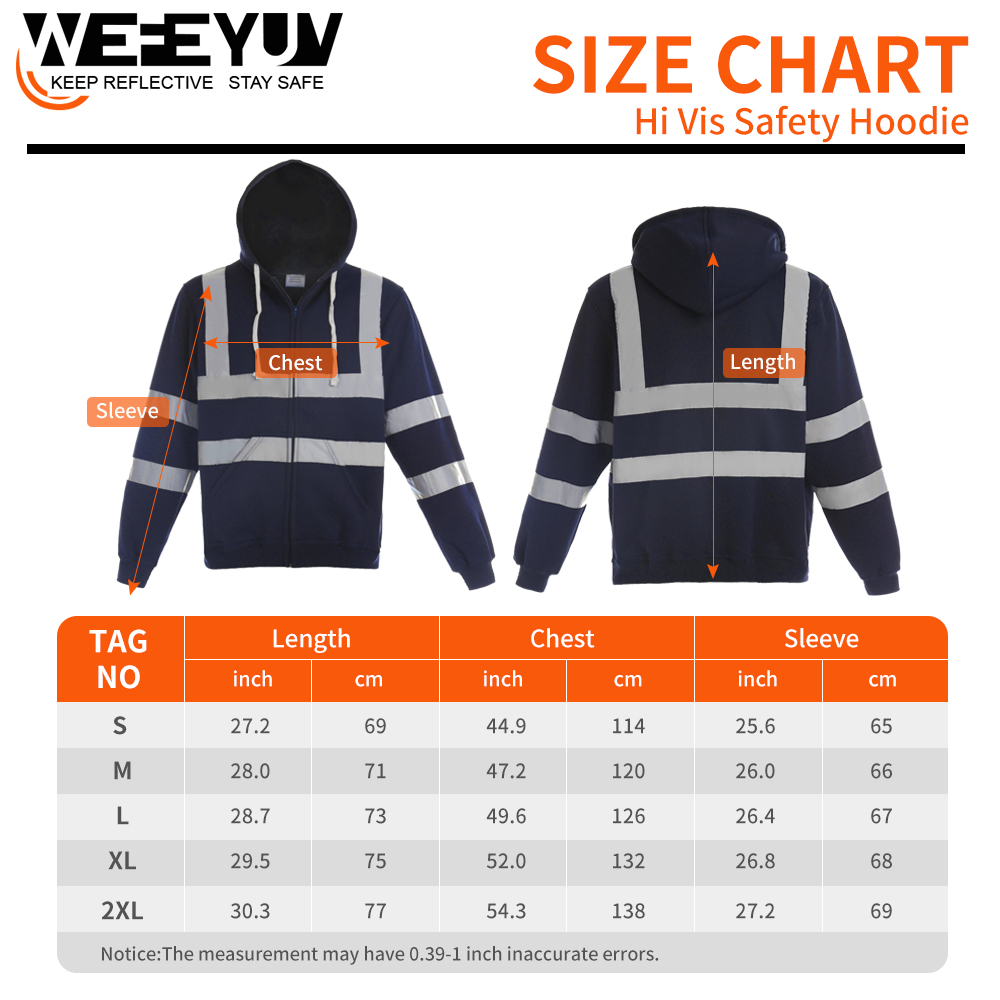 WEFEYUV
KEEP REFLECTIVE STAY SAFE
SIZE CHART
Hi Vis Safety Hoodie
Chest
Sleeve
Length
TAG NO
Length Chest Sleeve
inch cm inch cm inch cm
S 27.2 69 44.9 114 25.6 65
M 28.0 71 47.2 120 26.0 66
L 28.7 73 49.6 126 26.4 67
XL 29.5 75 52.0 132 26.8 68
2XL 30.3 77 54.3 138 27.2 69
Notice:The measurement may have 0.39-1 inch inaccurate errors.